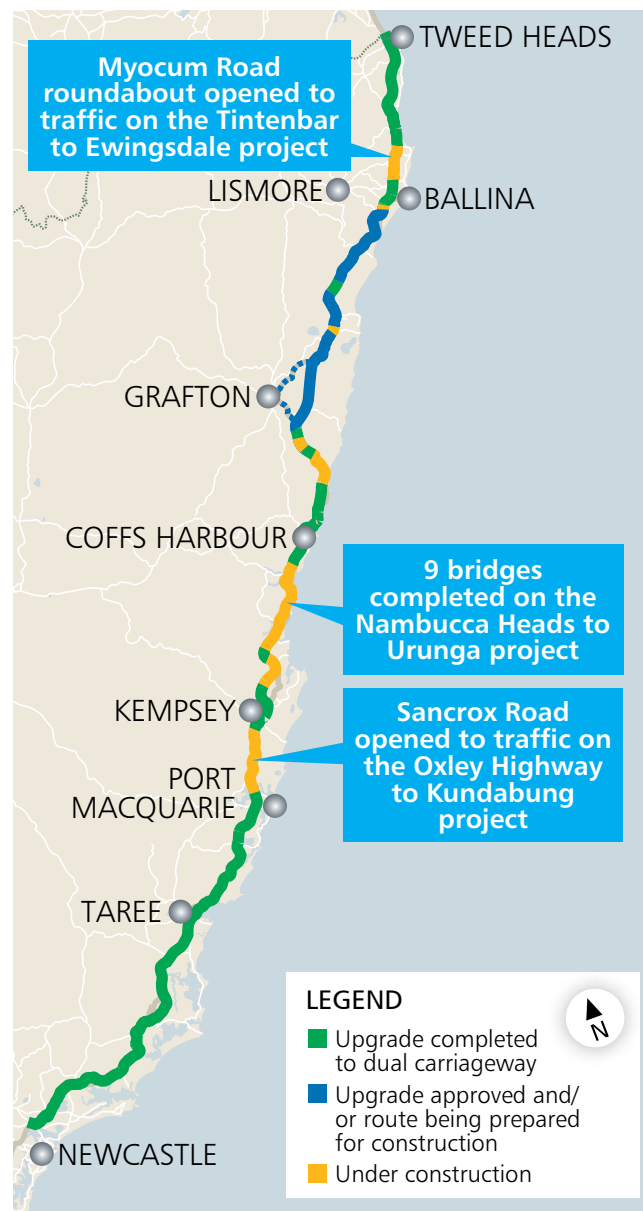 TWEED HEADS
Myocum Road
roundabout opened to
traffic on the Tintenbar
to Ewingsdale project
LISMORE
BALLINA
GRAFTON
COFFS HARBOUR
9 bridges
completed on the
Nambucca Heads to
Urunga project
KEMPSEY
Sancrox Road
opened to traffic on
the Oxley Highway
to Kundabung
project
PORT
MACQUARIE
TAREE
LEGEND
N
Upgrade completed
to dual carriageway
Upgrade approved and/
or route being prepared
for construction
Under construction
NEWCASTLE